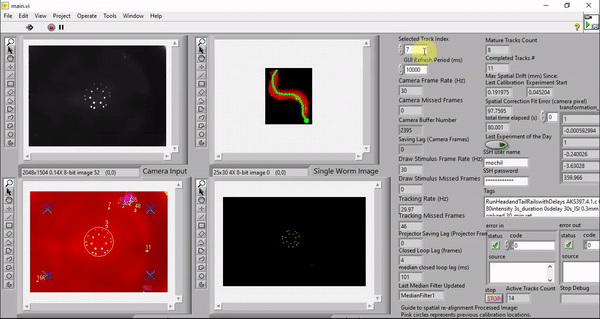 main.vi
File Edit View Project Operate Tools Window Help
Camera Input
2048x1504 0.14X 8-bit image 52 (0,0)
Single Worm Image
25x30 4X 8-bit image 0 (0,0)
11
Selected Track Index
7
GUI Refresh Period (ms)
10000
Camera Frame Rate (Hz)
30
Camera Missed Frames
0
Camera Buffer Number
2395
Saving Lag (Camera Frames)
0
Draw Stimulus Frame Rate (Hz)
30
Draw Stimulus Missed Frames
0
Tracking Rate (Hz)
29.97
Tracking Missed Frames
46
Projector Saving Lag (Projector Fram
0
Closed Loop Lag (frames)
4
median closed loop lag (ms)
101
Last Median Filter Updated
MedianFilter1
Guide to spatial re-alignment Processed Image:
Pink circles represent previous calibration locations.
Mature Tracks Count
8
Completed Tracks #
11
Max Spatial Drift (mm) Since:
Last Calibration Experiment Start
0.191975 0.045204
Spatial Correction Fit Error (camera pixel)
97.7595
total time elapsed (s)
80.001
0
Last Experiment of the Day
SSH user name
mochil
SSH password
************
transformation_
1
-0.000592994
1
-0.240026
-3.63028
359.966
Tags
RunHeadandTailRailswithDelays AKS397.4.1.c
80intensity 3s_duration 0sdelay 30s_ISI 0.3mm
error in
status code
0
source
error out
status code
0
source
stop
STOP
Active Tracks Count
14
Stop Debug